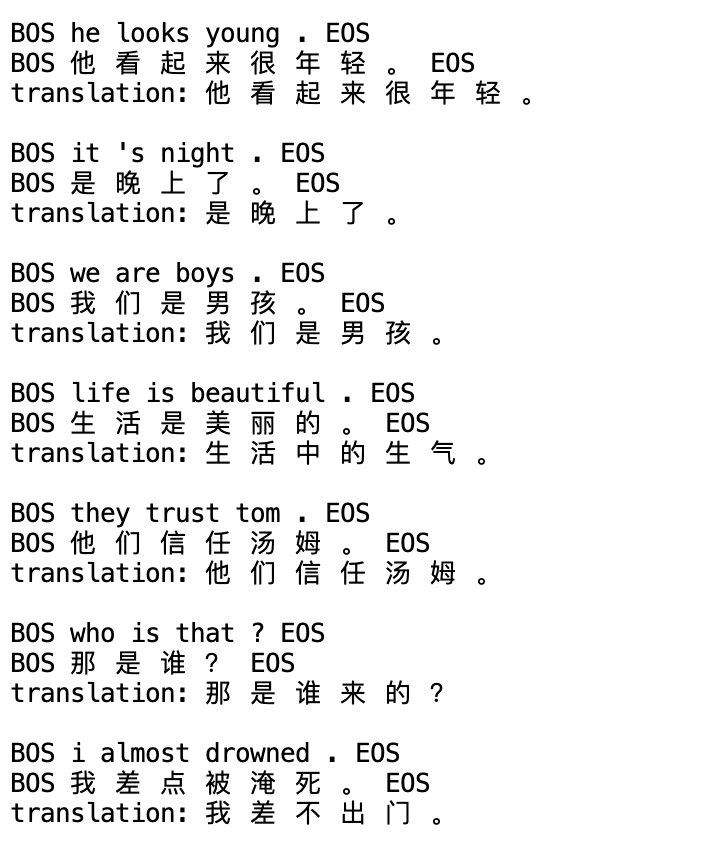 BOS he looks young . EOS
BOS 他 看 起 来 很 年 轻 。 EOS
translation: 他 看 起 来 很 年 轻 。
BOS it 's night . EOS
BOS 是 晚 上 了 。 EOS
translation: 是 晚 上 了 。
BOS we are boys . EOS
BOS 我 们 是 男 孩 。 EOS
translation: 我 们 是 男 孩 。
BOS life is beautiful . EOS
BOS 生 活 是 美 丽 的 。 EOS
translation: 生 活 中 的 生 气 。
BOS they trust tom . EOS
BOS 他 们 信 任 汤 姆 。 EOS
translation: 他 们 信 任 汤 姆 。
BOS who is that ? EOS
BOS 那 是 谁 ? EOS
translation: 那 是 谁 来 的 ?
BOS i almost drowned . EOS
BOS 我 差 点 被 淹 死 。 EOS
translation: 我 差 不 出 门 。